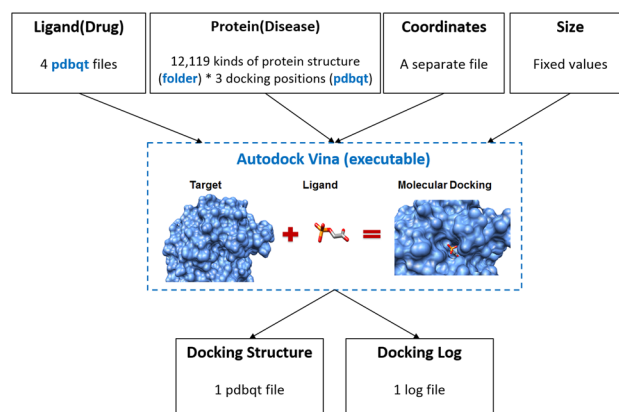 Ligand(Drug)
4 pdbqt files
Protein(Disease)
12,119 kinds of protein structure
(folder) * 3 docking positions (pdbqt)
Coordinates
A separate file
Size
Fixed values
Autodock Vina (executable)
Target
Ligand
Molecular Docking
Docking Structure
1 pdbqt file
Docking Log
1 log file